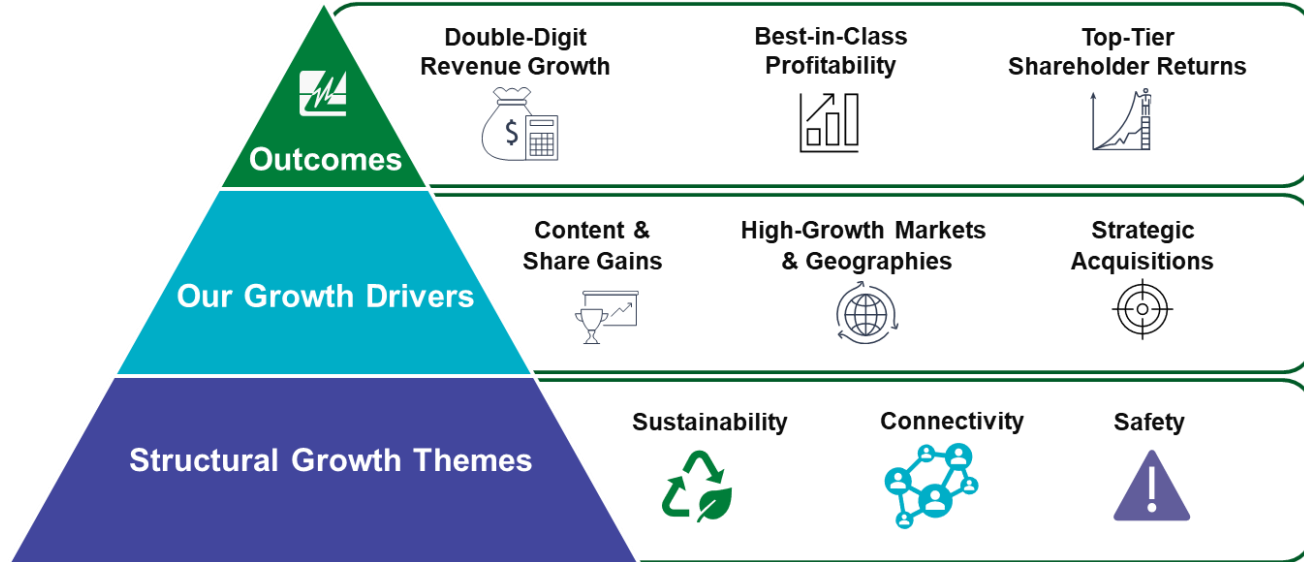 Double-Digit
Revenue Growth
Best-in-Class
Profitability
Top-Tier
Shareholder Returns
$
Outcomes
Content &
Share Gains
High-Growth Markets
& Geographies
Strategic
Acquisitions
Our Growth Drivers
Sustainability
Connectivity
Safety
Structural Growth Themes